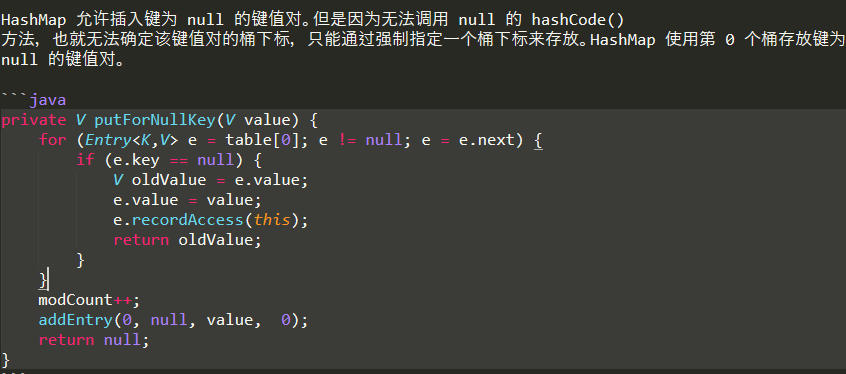 HashMap 允许插入键为 null 的键值对。但是因为无法调用 null 的 hashCode()
方法，也就无法确定该键值对的桶下标，只能通过强制指定一个桶下标来存放。HashMap 使用第 0 个桶存放键为
null 的键值对。

```java
private V putForNullKey(V value) {
    for (Entry<K,V> e = table[0]; e != null; e = e.next) {
        if (e.key == null) {
            V oldValue = e.value;
            e.value = value;
            e.recordAccess(this);
            return oldValue;
        }
    }
    modCount++;
    addEntry(0, null, value,  0);
    return null;
}
```